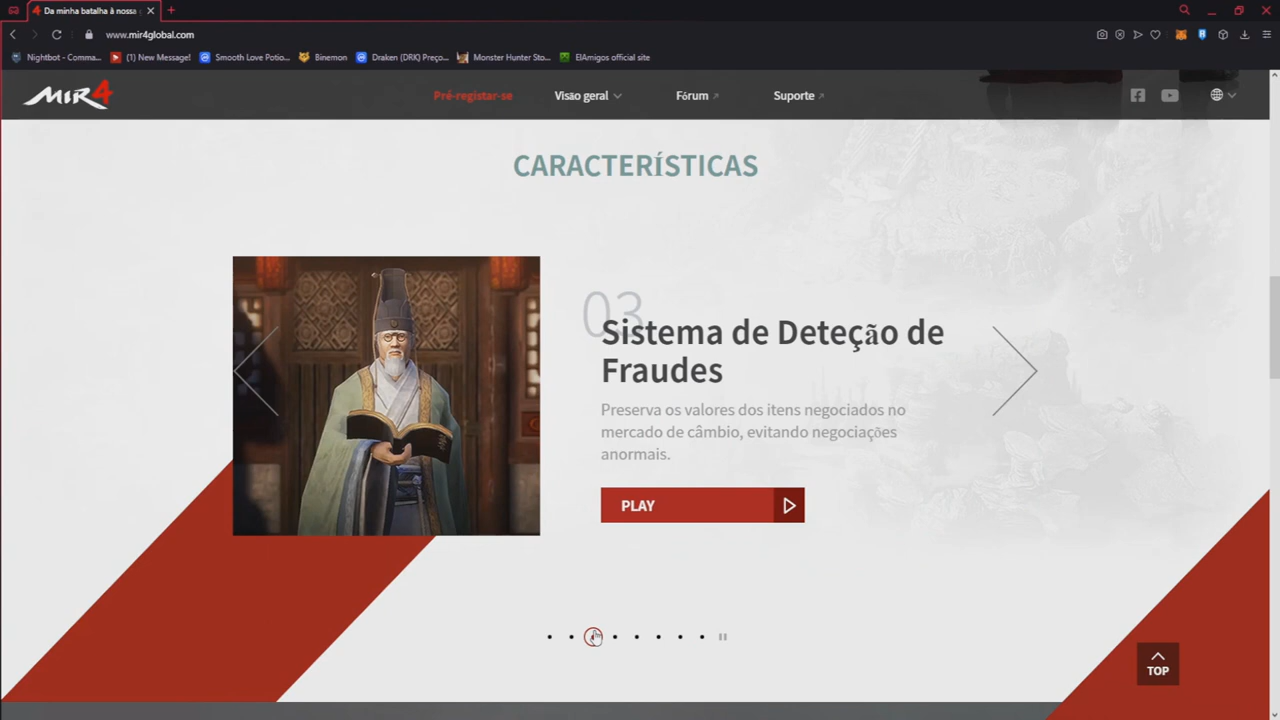 Da minha batalha à nossa
www.mir4global.com
Nightbot - Comma...
(1) New Message!
Smooth Love Potio...
Binemon
Draken (DRK) Preço...
Monster Hunter Sto...
ElAmigos official site
MIR4
Pré-registar-se
Visão geral
Fórum
Suporte
CARACTERÍSTICAS
03
Sistema de Deteção de
Fraudes
Preserva os valores dos itens negociados no
mercado de câmbio, evitando negociações
anormais.
PLAY
TOP